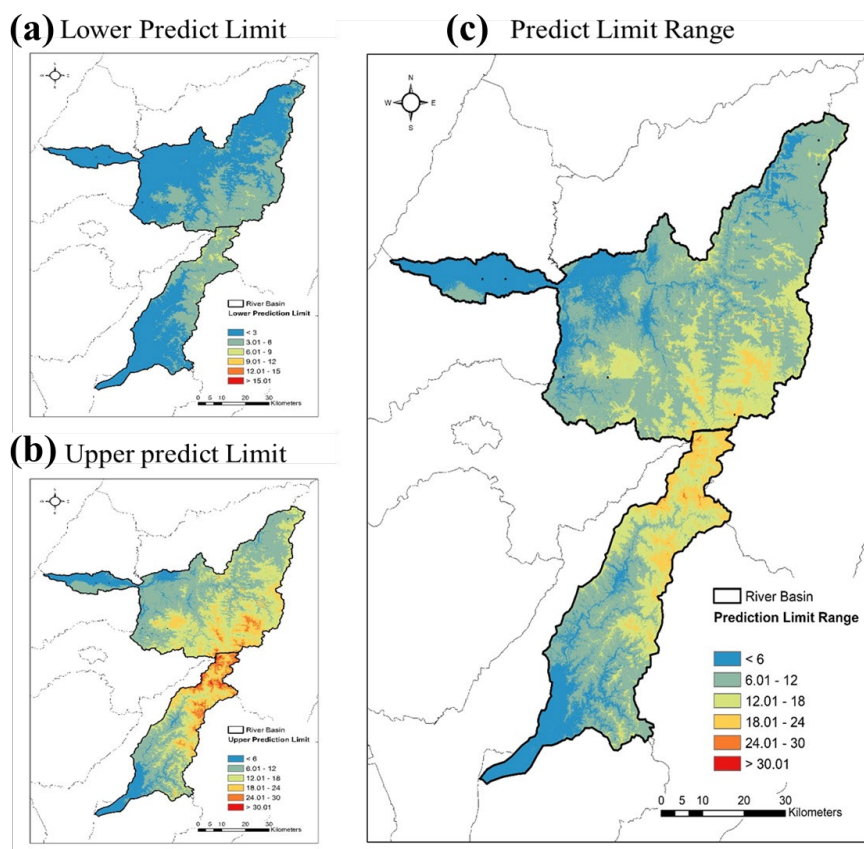 (a) Lower Predict Limit
River Basin
Lower Prediction Limit
< 3
3.01 - 6
6.01 - 9
9.01 - 12
12.01 - 15
> 15.01
0 5 10 20 30
Kilometers
(b) Upper predict Limit
River Basin
Upper Prediction Limit
< 6
6.01 - 12
12.01 - 18
18.01 - 24
24.01 - 30
> 30.01
0 5 10 20 30
Kilometers
(c) Predict Limit Range
N
W E
S
River Basin
Prediction Limit Range
< 6
6.01 - 12
12.01 - 18
18.01 - 24
24.01 - 30
> 30.01
0 5 10 20 30
Kilometers